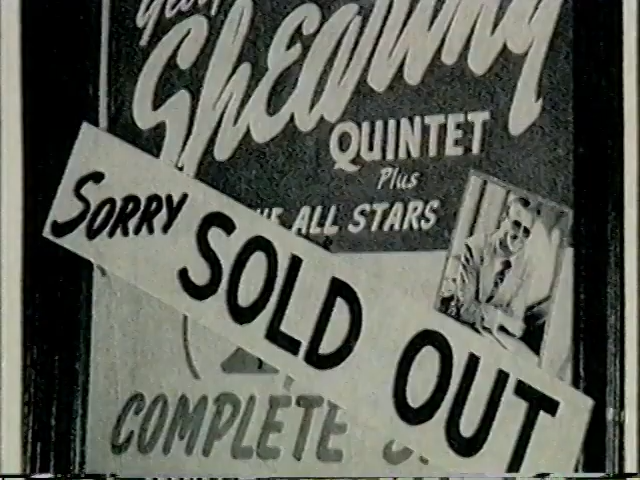 Shearing
QUINTET
Plus
ALL STARS
SORRY SOLD OUT
COMPLETE